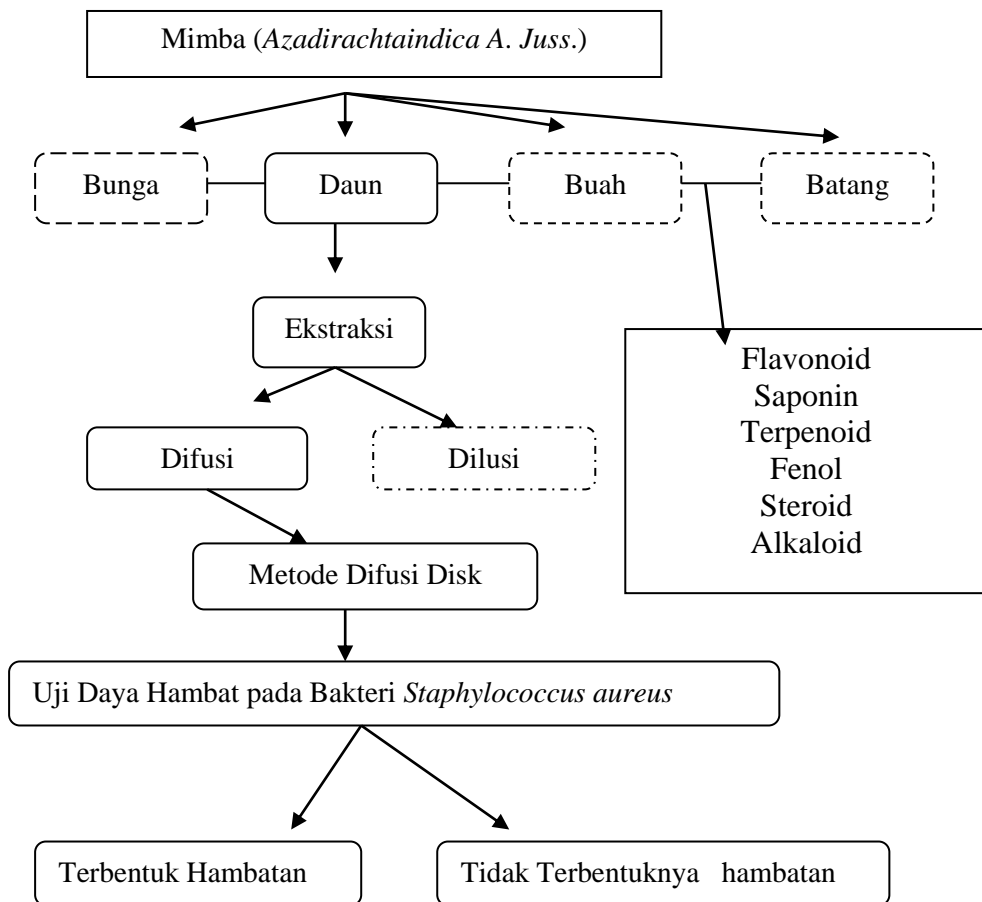 Mimba (Azadirachtaindica A. Juss.)
Bunga
Daun
Buah
Batang
Ekstraksi
Flavonoid
Saponin
Terpenoid
Fenol
Steroid
Alkaloid
Difusi
Dilusi
Metode Difusi Disk
Uji Daya Hambat pada Bakteri Staphylococcus aureus
Terbentuk Hambatan
Tidak Terbentuknya hambatan